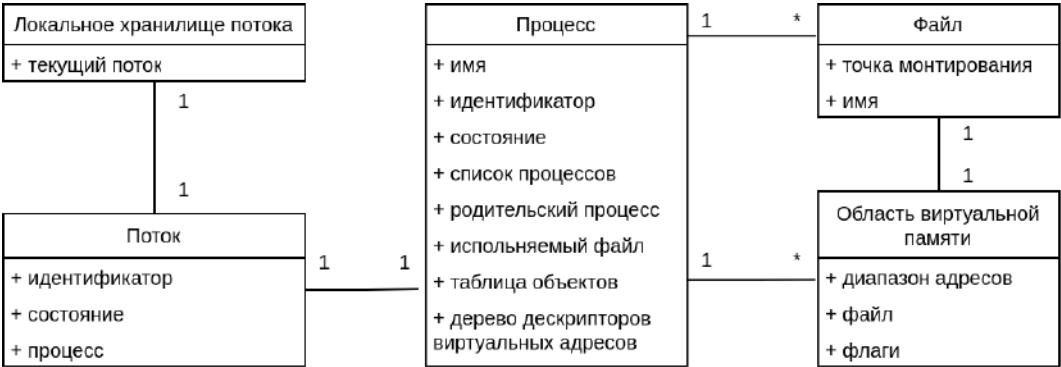 Локальное хранилище потока
+ текущий поток
1
1
Поток
+ идентификатор
+ состояние
+ процесс
1
1
Процесс
+ имя
+ идентификатор
+ состояние
+ список процессов
+ родительский процесс
+ испольняемый файл
+ таблица объектов
+ дерево дескрипторов
виртуальных адресов
1
*
1
*
Файл
+ точка монтирования
+ имя
1
1
Область виртуальной
памяти
+ диапазон адресов
+ файл
+ флаги